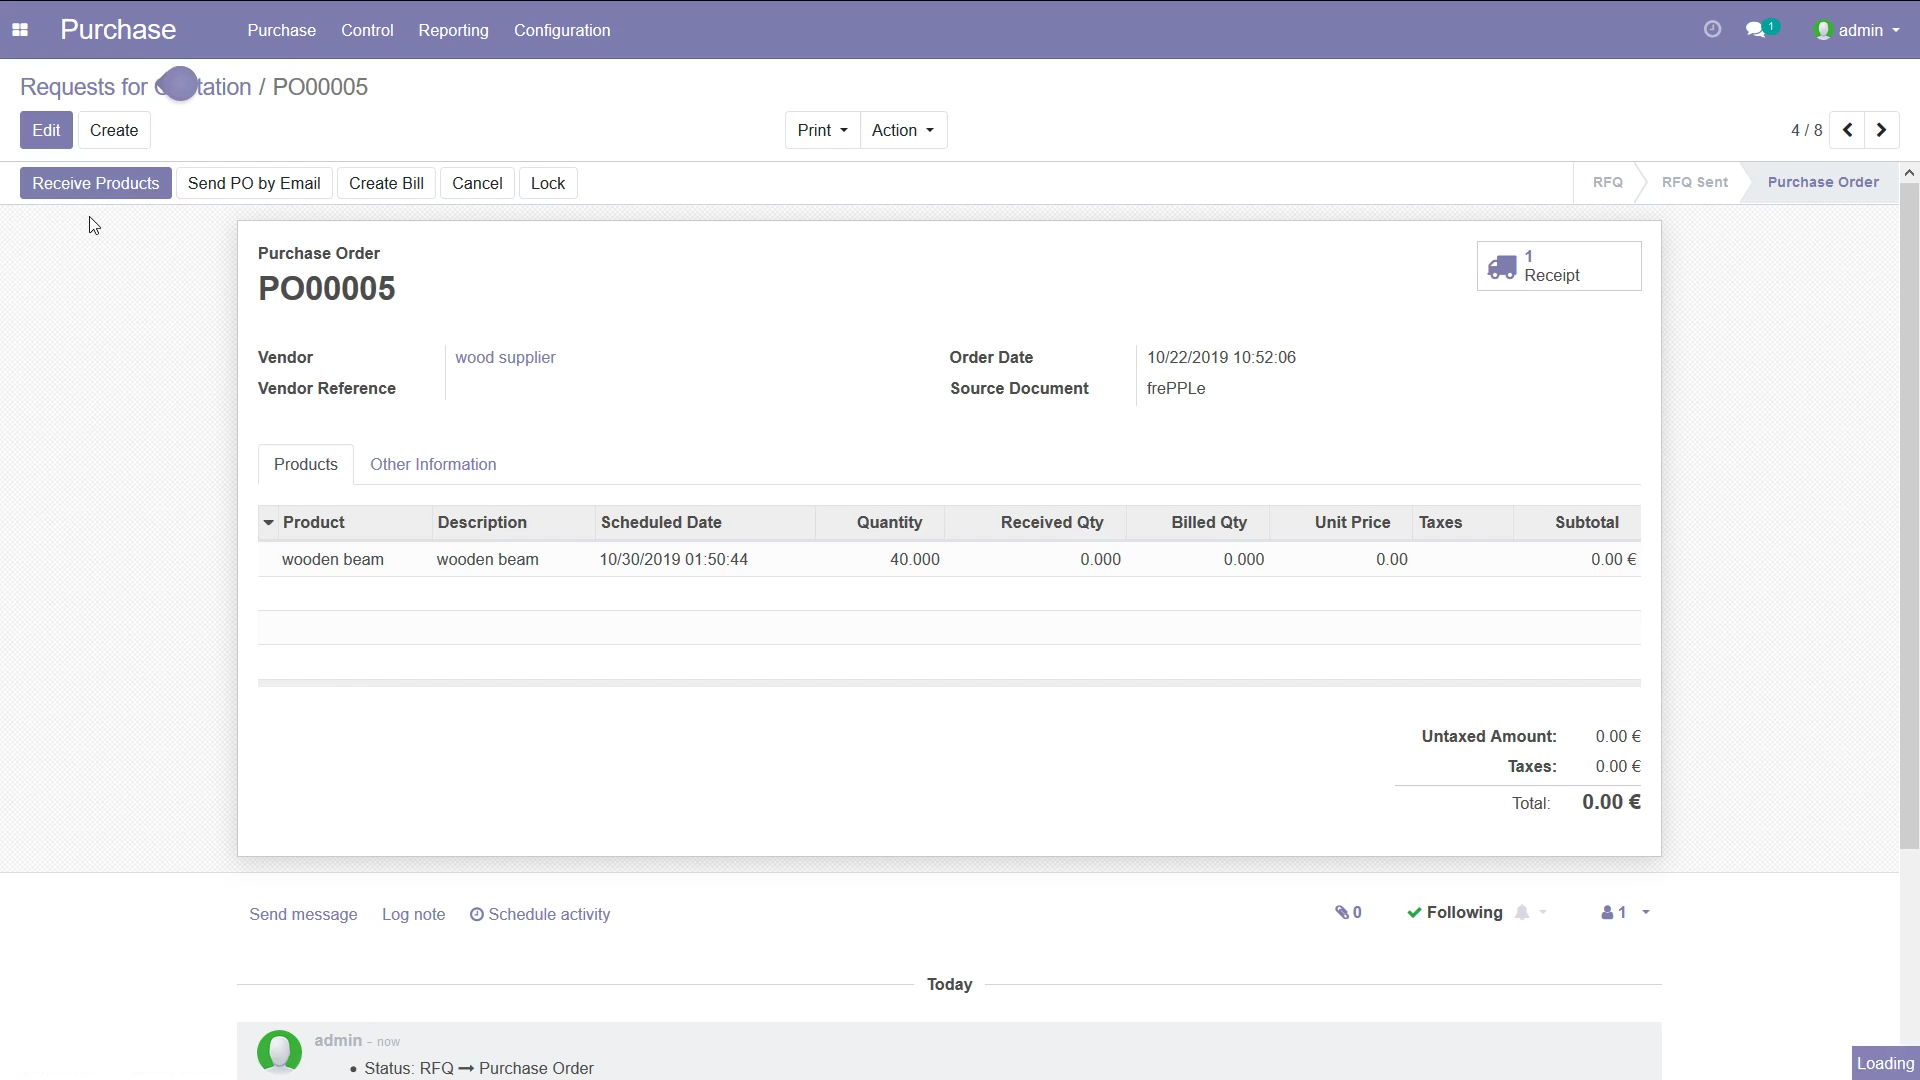 Purchase Purchase Control Reporting Configuration 1 admin
Requests for tation / PO00005
Edit Create Print Action 4 / 8
Receive Products Send PO by Email Create Bill Cancel Lock RFQ RFQ Sent Purchase Order
Purchase Order
PO00005
1
Receipt
Vendor wood supplier Order Date 10/22/2019 10:52:06
Vendor Reference Source Document frePPLe
Products Other Information
Product Description Scheduled Date Quantity Received Qty Billed Qty Unit Price Taxes Subtotal
wooden beam wooden beam 10/30/2019 01:50:44 40.000 0.000 0.000 0.00 0.00 €
Untaxed Amount: 0.00 €
Taxes: 0.00 €
Total: 0.00 €
Send message Log note Schedule activity 0 Following 1
Today
admin - now
• Status: RFQ → Purchase Order
Loading